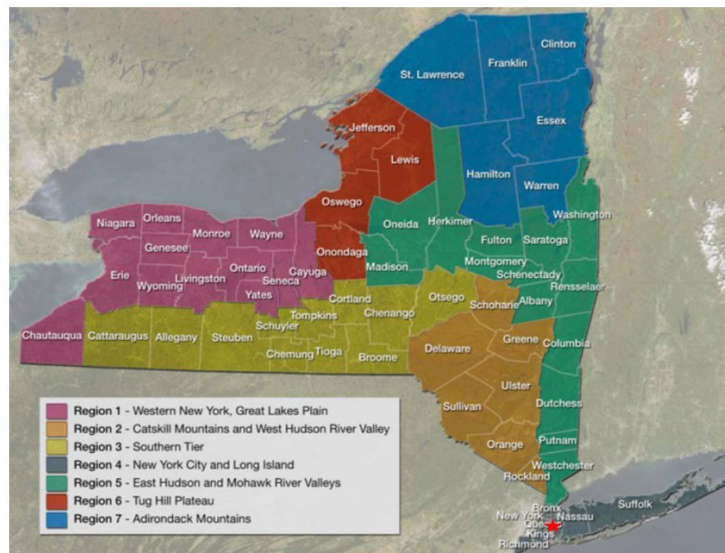 Clinton
Franklin
St. Lawrence
Essex
Jefferson
Lewis
Hamilton
Warren
Oswego
Washington
Oneida
Herkimer
Niagara
Orleans
Monroe
Wayne
Fulton
Saratoga
Genesee
Onondaga
Montgomery
Madison
Schenectady
Erie
Wyoming
Livingston
Ontario
Seneca
Cayuga
Rensselaer
Yates
Cortland
Otsego
Schoharie
Albany
Chenango
Tompkins
Schuyler
Chautauqua
Cattaraugus
Allegany
Steuben
Chemung
Tioga
Broome
Delaware
Greene
Columbia
Ulster
Sullivan
Dutchess
Orange
Putnam
Rockland
Westchester
Bronx
New York
Nassau
Suffolk
Kings
Richmond
Region 1 - Western New York, Great Lakes Plain
Region 2 - Catskill Mountains and West Hudson River Valley
Region 3 - Southern Tier
Region 4 - New York City and Long Island
Region 5 - East Hudson and Mohawk River Valleys
Region 6 - Tug Hill Plateau
Region 7 - Adirondack Mountains